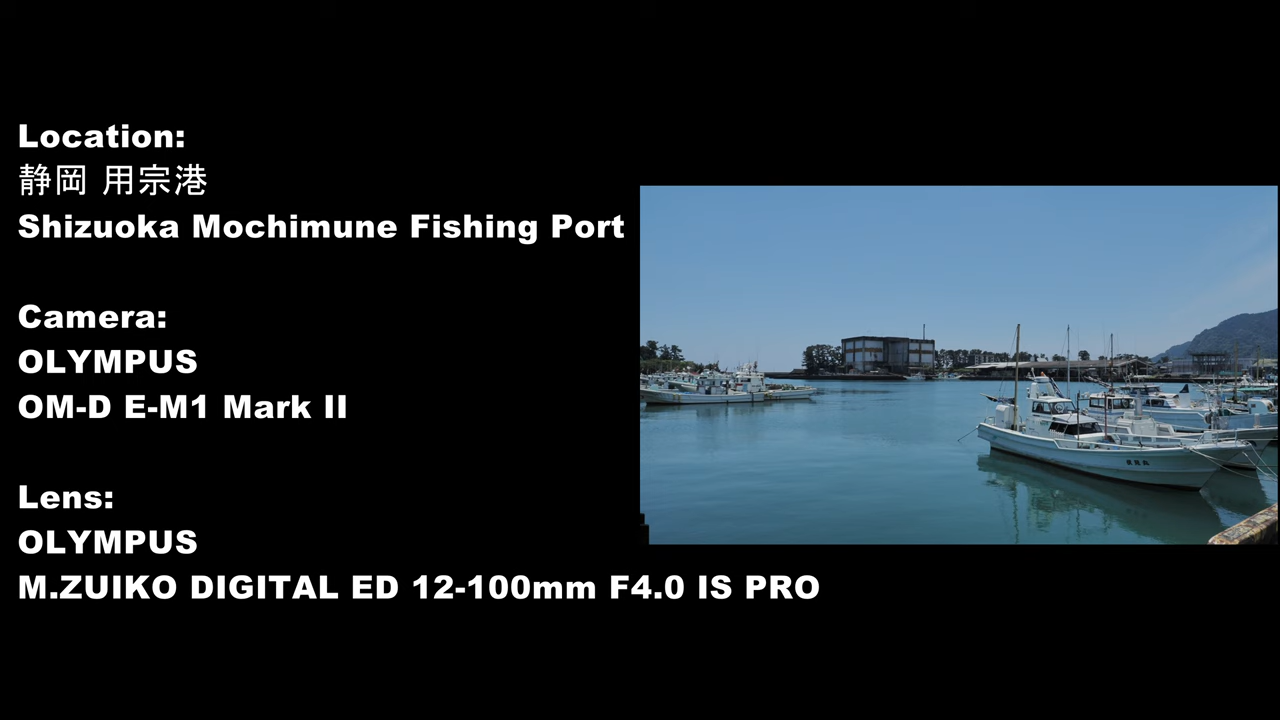 Location:
静岡 用宗港
Shizuoka Mochimune Fishing Port
Camera:
OLYMPUS
OM-D E-M1 Mark II
Lens:
OLYMPUS
M.ZUIKO DIGITAL ED 12-100mm F4.0 IS PRO